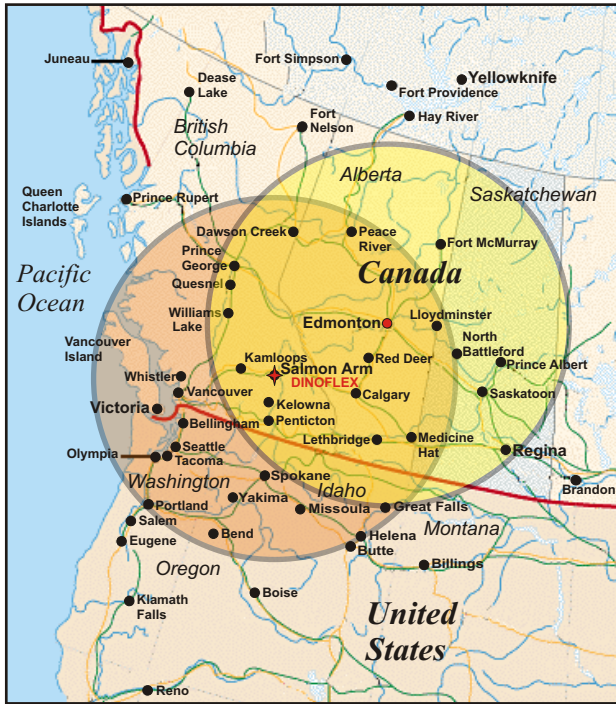 Juneau
Fort Simpson
Yellowknife
Dease
Lake
Fort Providence
Hay River
Fort
Nelson
British
Columbia
Alberta
Saskatchewan
Queen
Charlotte
Islands
Prince Rupert
Dawson Creek
Peace
River
Fort McMurray
Prince
George
Canada
Pacific
Ocean
Quesnel
Williams
Lake
Edmonton
Lloydminster
Vancouver
Island
North
Battleford
Kamloops
Red Deer
Prince Albert
Salmon Arm
DINOFLEX
Whistler
Vancouver
Calgary
Saskatoon
Victoria
Kelowna
Penticton
Bellingham
Lethbridge
Medicine
Hat
Regina
Seattle
Olympia
Tacoma
Washington
Spokane
Idaho
Brandon
Yakima
Missoula
Great Falls
Portland
Montana
Salem
Bend
Helena
Eugene
Butte
Billings
Oregon
Boise
Klamath
Falls
United
States
Reno